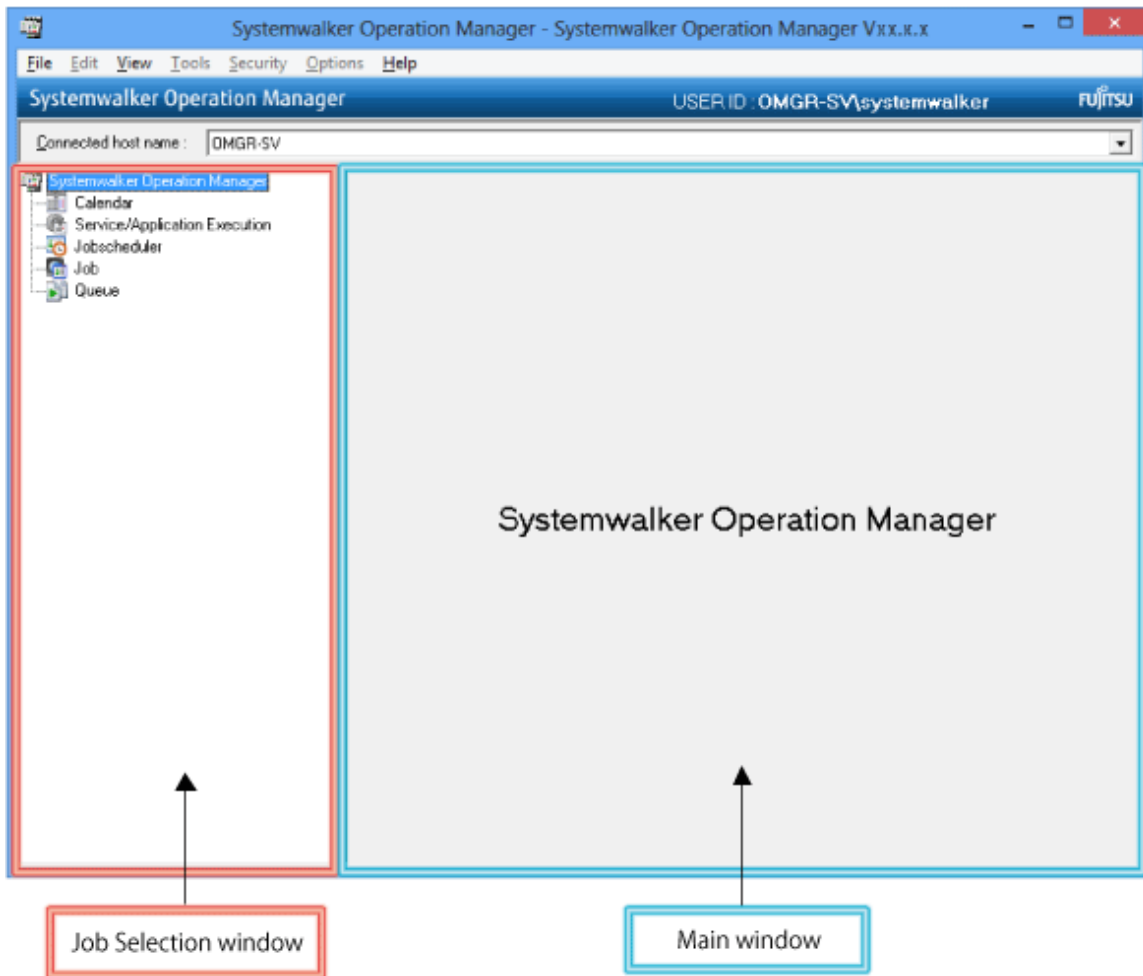 Systemwalker Operation Manager - Systemwalker Operation Manager Vxx.x.x
File Edit View Tools Security Options Help
Systemwalker Operation Manager USER ID : OMGR-SV\systemwalker FUJITSU
Connected host name : OMGR-SV
Systemwalker Operation Manager
Calendar
Service/Application Execution
Jobscheduler
Job
Queue
Systemwalker Operation Manager
Job Selection window
Main window